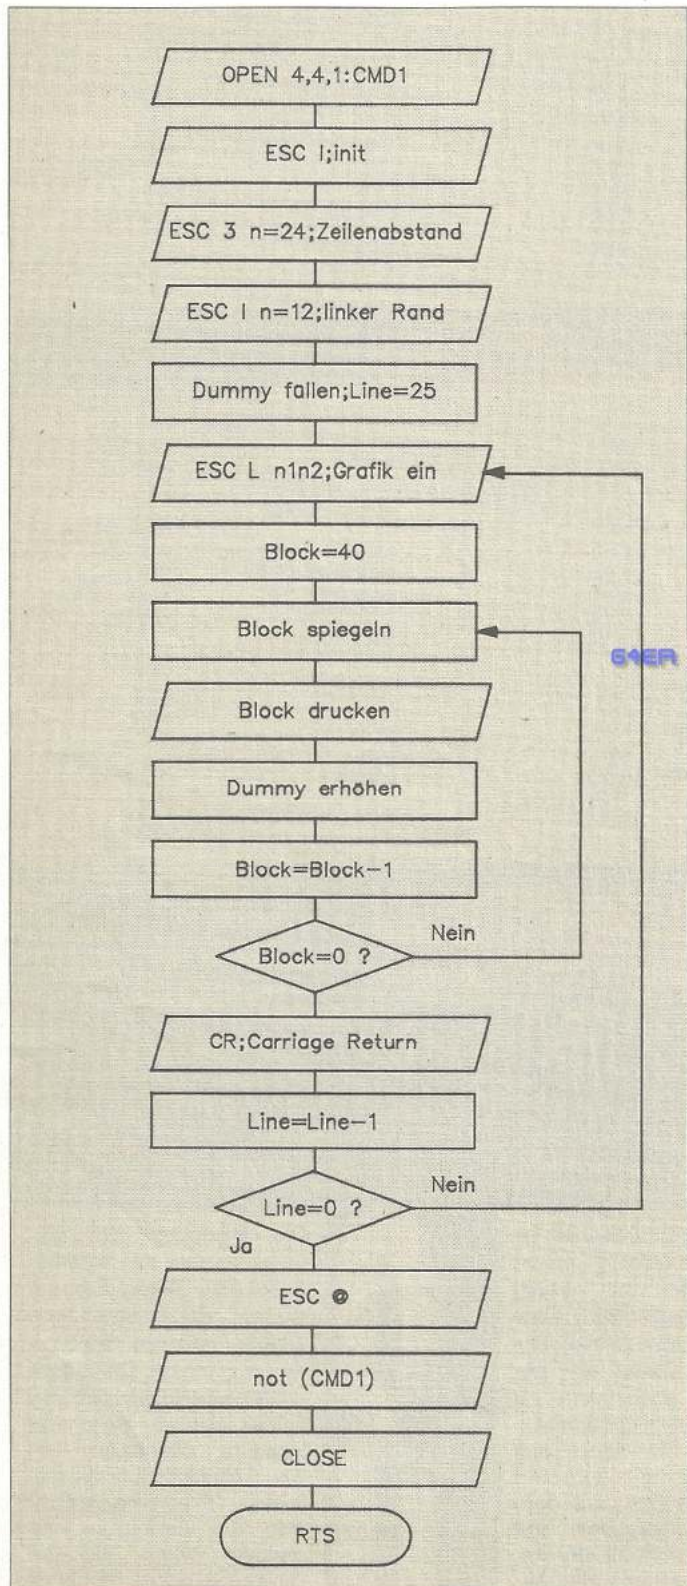 OPEN 4,4,1:CMD1
ESC I;init
ESC 3 n=24;Zeilenabstand
ESC l n=12;linker Rand
Dummy fallen;Line=25
ESC L n1n2;Grafik ein
Block=40
Block spiegeln
64ER
Block drucken
Dummy erhöhen
Block=Block-1
Nein
Block=0 ?
CR;Carriage Return
Line=Line-1
Nein
Line=0 ?
Ja
ESC @
not (CMD1)
CLOSE
RTS